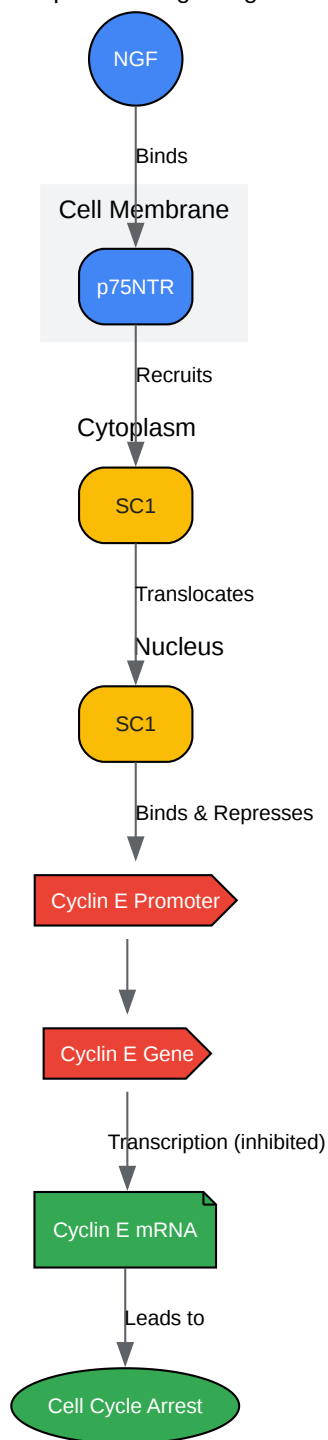 NGF
Binds
Cell Membrane
p75NTR
Recruits
Cytoplasm
SC1
Translocates
Nucleus
SC1
Binds & Represses
Cyclin E Promoter
Cyclin E Gene
Transcription (inhibited)
Cyclin E mRNA
Leads to
Cell Cycle Arrest